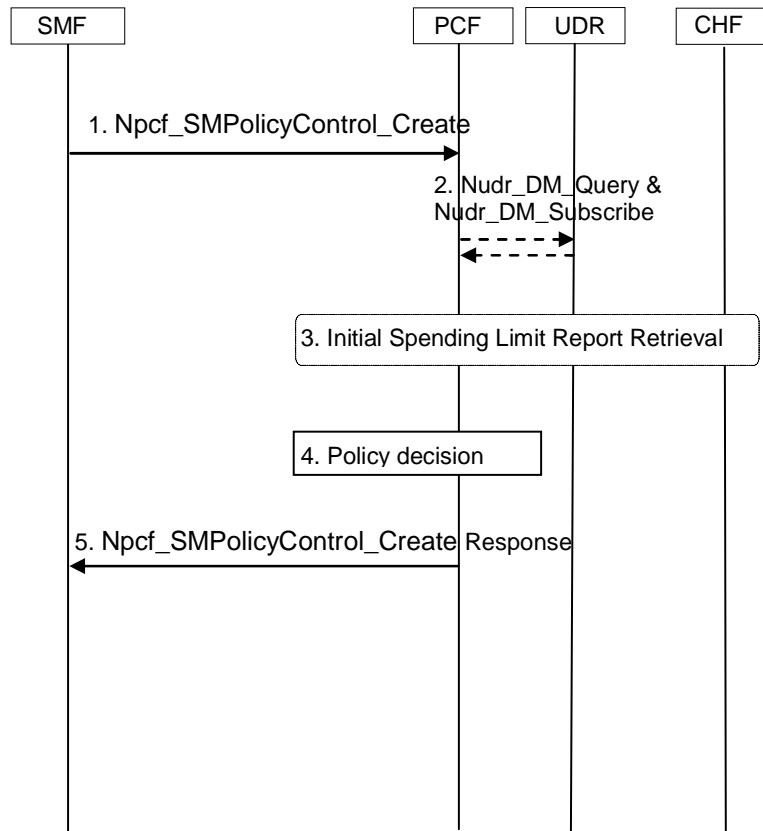 SMF
PCF
UDR
CHF
1. Npcf_SMPolicyControl_Create
2. Nudr_DM_Query &
Nudr_DM_Subscribe
3. Initial Spending Limit Report Retrieval
4. Policy decision
5. Npcf_SMPolicyControl_Create Response